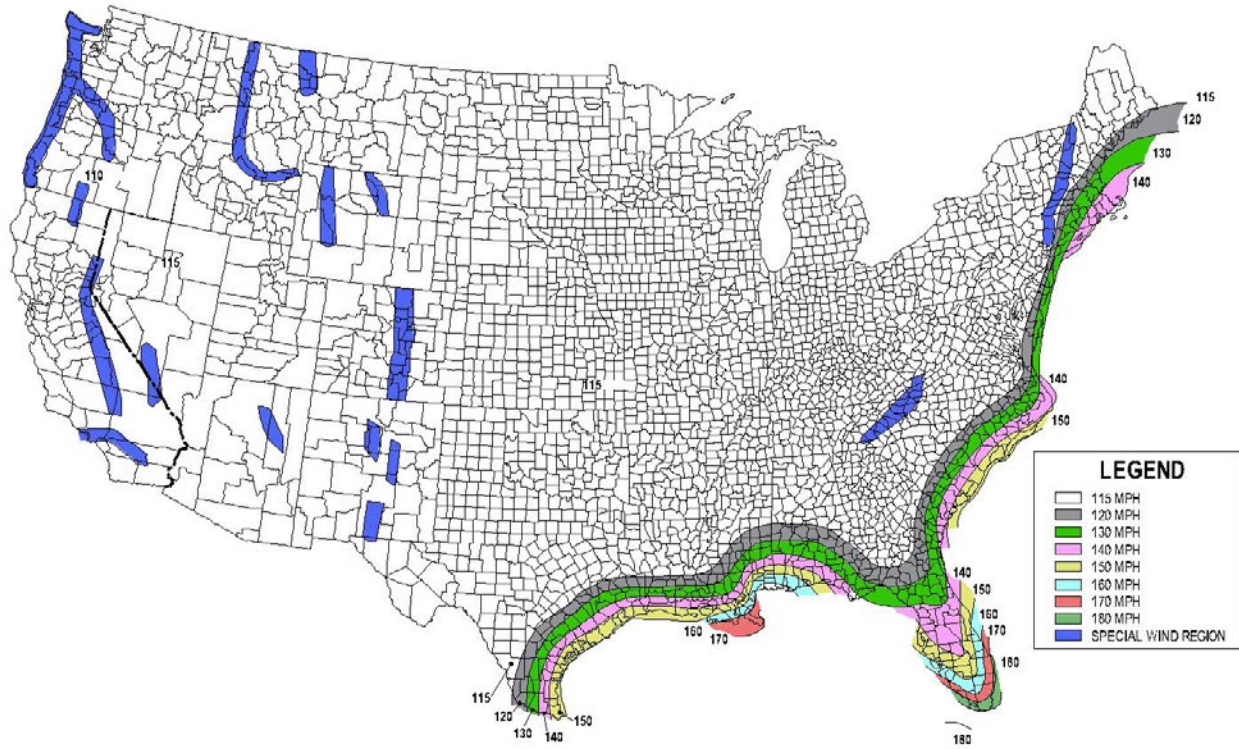 115
120
130
140
110
115
115
140
150
LEGEND
115 MPH
120 MPH
130 MPH
140 MPH
150 MPH
160 MPH
170 MPH
180 MPH
SPECIAL WIND REGION
140
150
160
170
180
160
170
115
120
130
140
150
180